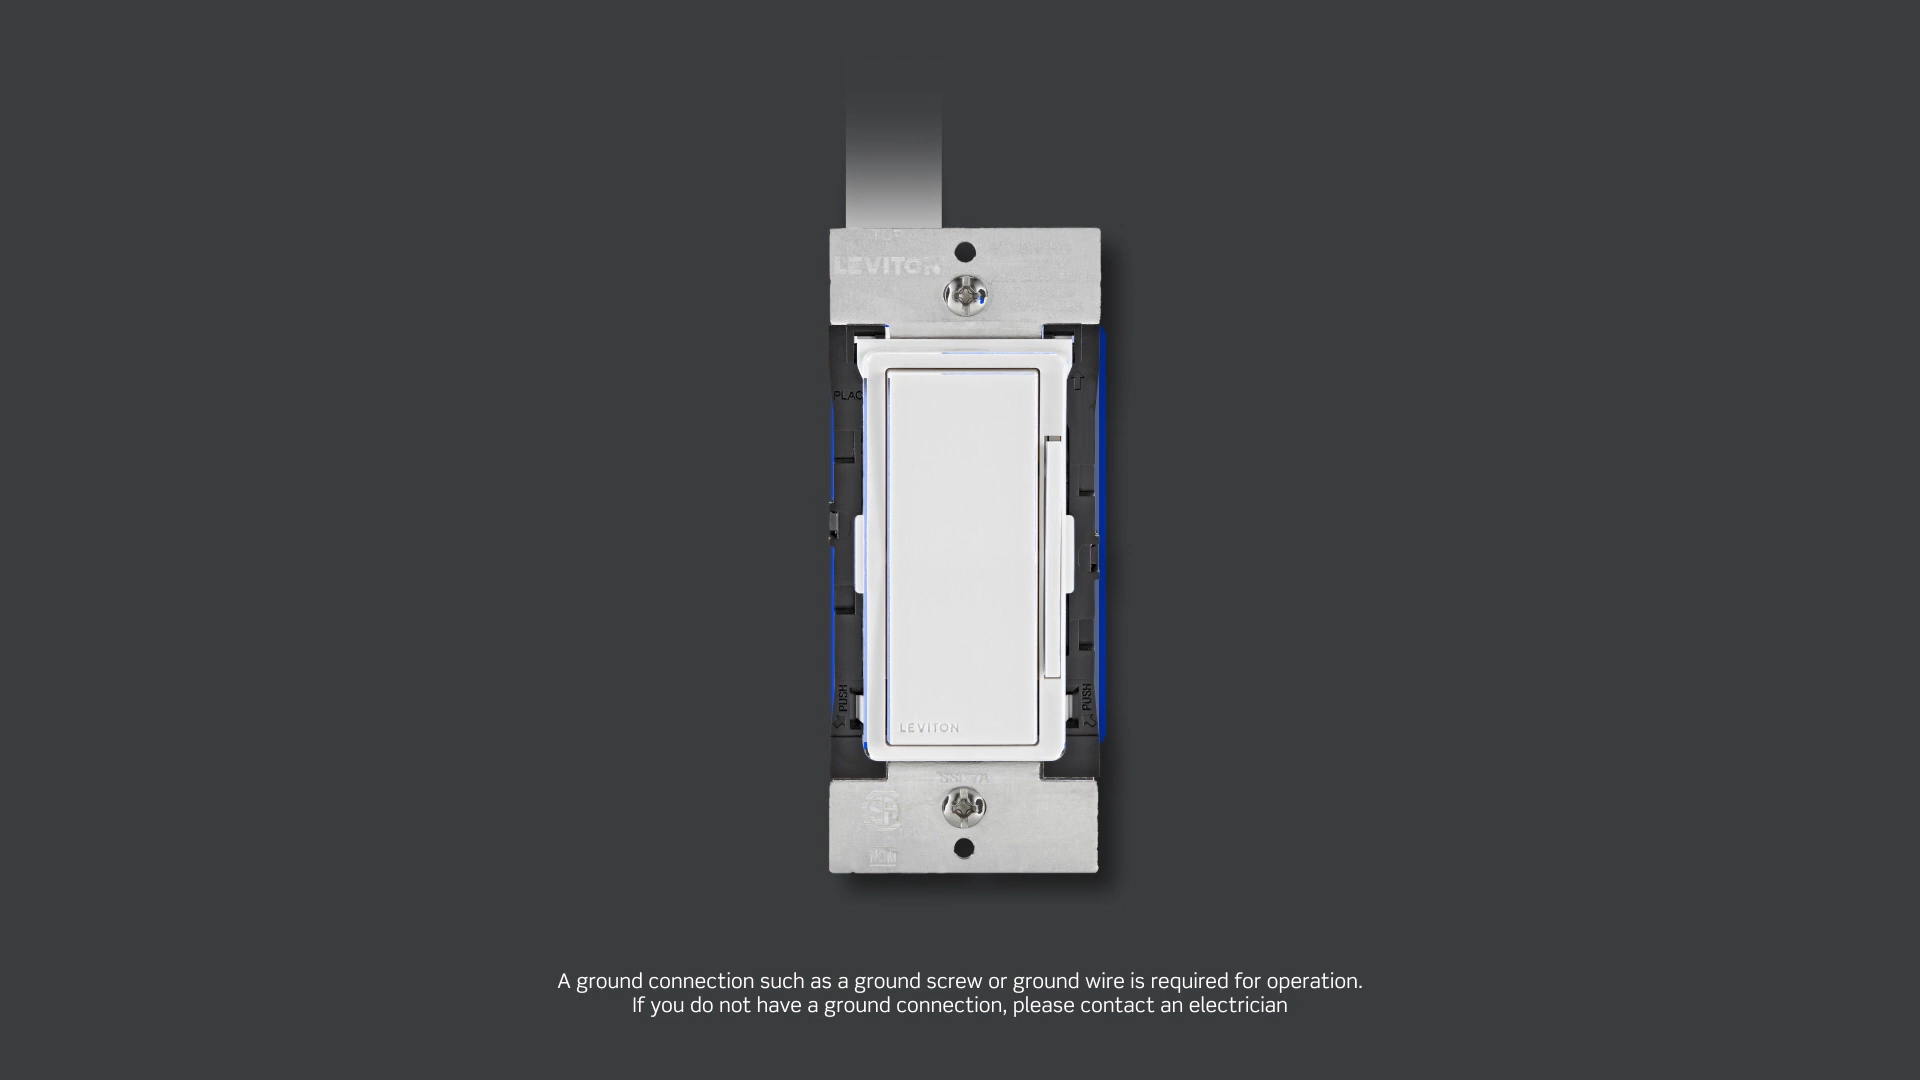 LEVITON
PLAC
PUSH
PUSH
LEVITON
A ground connection such as a ground screw or ground wire is required for operation.
If you do not have a ground connection, please contact an electrician